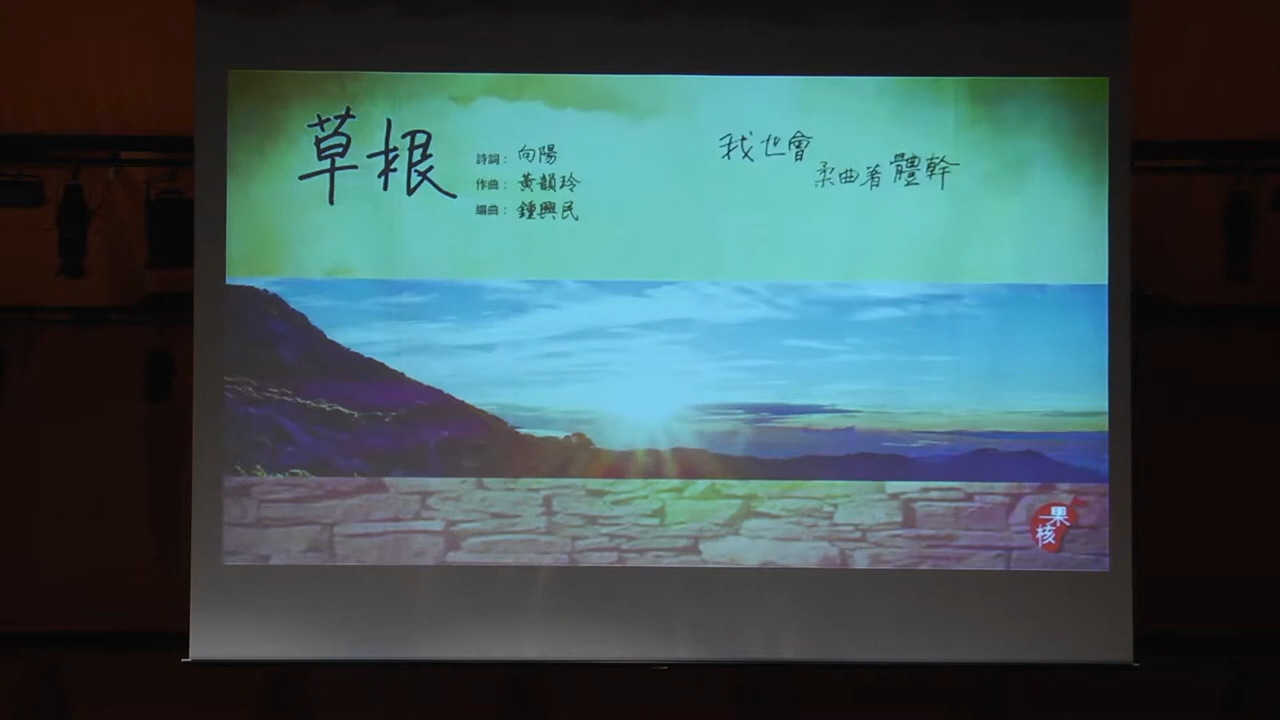 草根
詩詞：向陽
作曲：黃韻玲
編曲：鍾興民
我也會
柔曲著體幹
果核